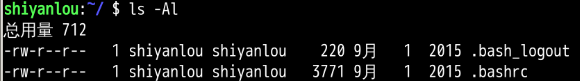 shiyanlou:~/ $ ls -Al
总用量 712
-rw-r--r-- 1 shiyanlou shiyanlou 220 9月 1 2015 .bash_logout
-rw-r--r-- 1 shiyanlou shiyanlou 3771 9月 1 2015 .bashrc